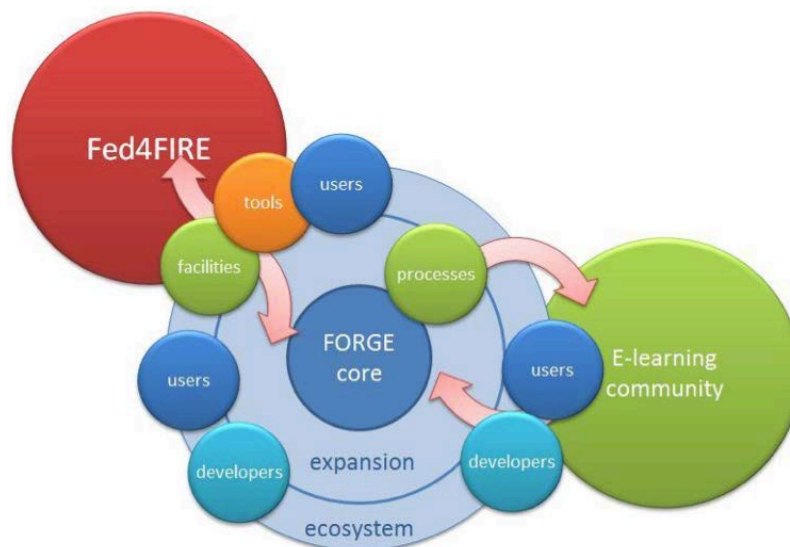 Fed4FIRE
users
tools
facilities
processes
FORGE
core
users
users
E-learning
community
developers
developers
expansion
ecosystem